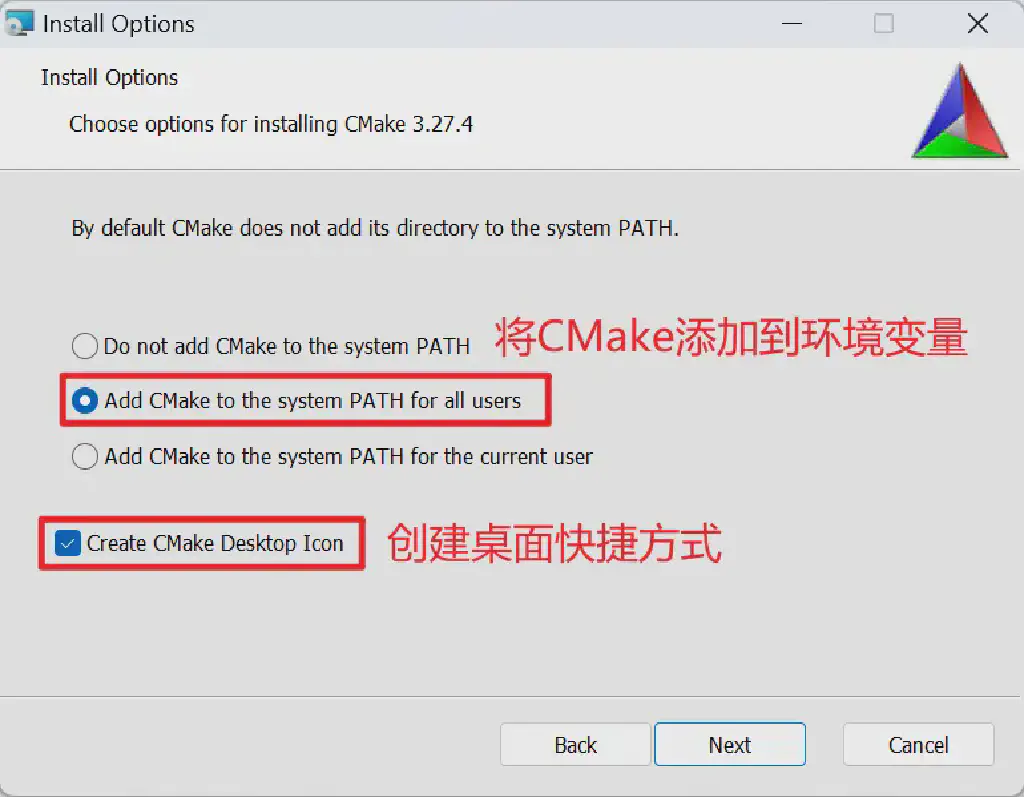 Install Options
Install Options
Choose options for installing CMake 3.27.4
By default CMake does not add its directory to the system PATH.
Do not add CMake to the system PATH
将CMake添加到环境变量
Add CMake to the system PATH for all users
Add CMake to the system PATH for the current user
Create CMake Desktop Icon
创建桌面快捷方式
Back
Next
Cancel